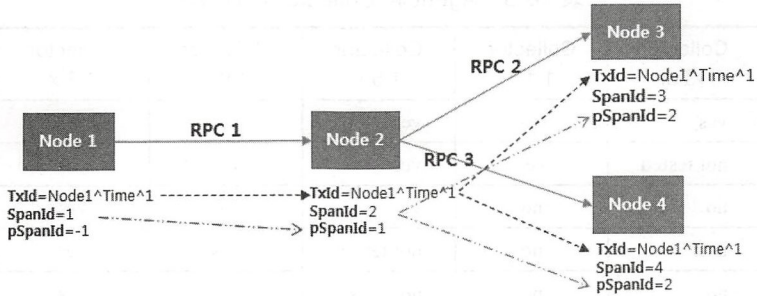 Node 3
RPC 2
TxId=Node1^Time^1
SpanId=3
pSpanId=2
Node 1
RPC 1
Node 2
RPC 3
TxId=Node1^Time^1
SpanId=1
pSpanId=-1
TxId=Node1^Time^1
SpanId=2
pSpanId=1
Node 4
TxId=Node1^Time^1
SpanId=4
pSpanId=2